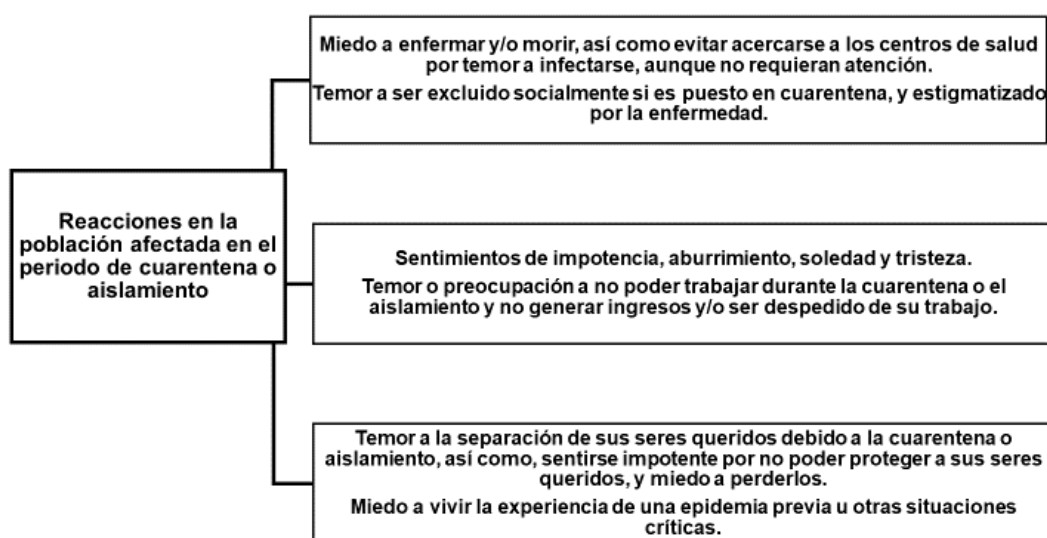 Miedo a enfermar y/o morir, así como evitar acercarse a los centros de salud
por temor a infectarse, aunque no requieran atención.
Temor a ser excluido socialmente si es puesto en cuarentena, y estigmatizado
por la enfermedad.
Reacciones en la
población afectada en el
periodo de cuarentena o
aislamiento
Sentimientos de impotencia, aburrimiento, soledad y tristeza.
Temor o preocupación a no poder trabajar durante la cuarentena o el
aislamiento y no generar ingresos y/o ser despedido de su trabajo.
Temor a la separación de sus seres queridos debido a la cuarentena o
aislamiento, así como, sentirse impotente por no poder proteger a sus seres
queridos, y miedo a perderlos.
Miedo a vivir la experiencia de una epidemia previa u otras situaciones
críticas.